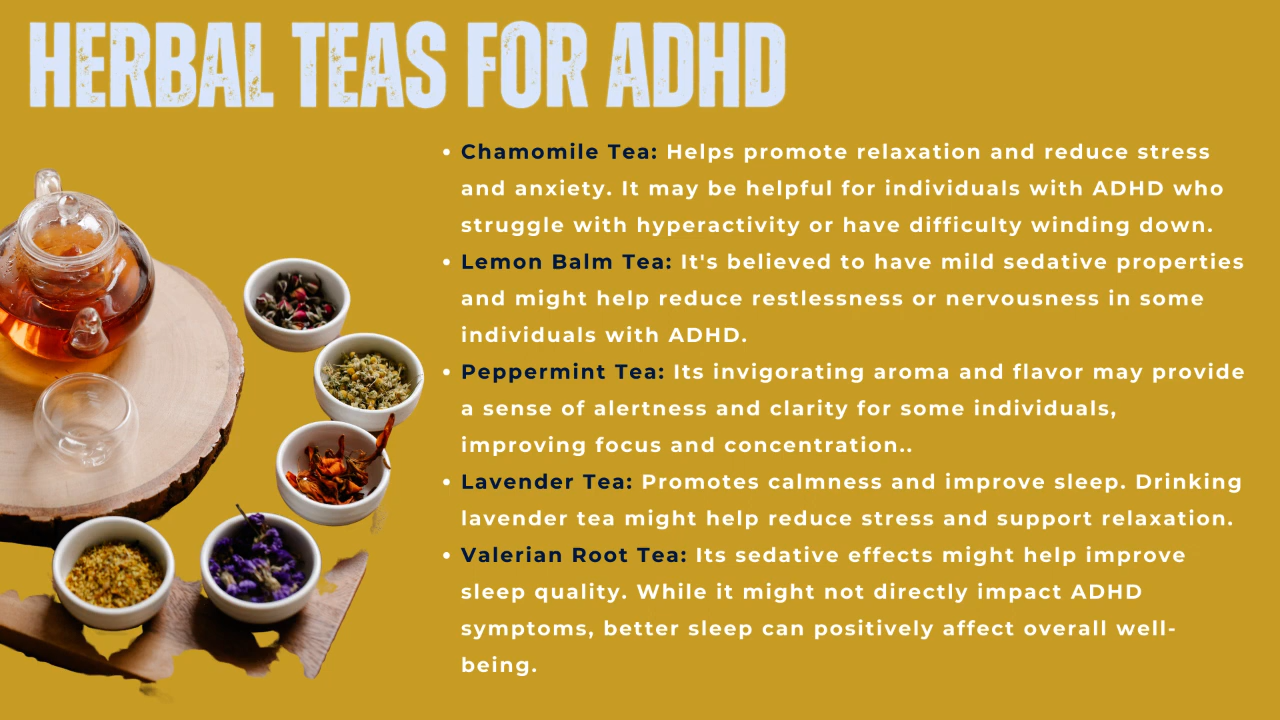 HERBAL TEAS FOR ADHD
• Chamomile Tea: Helps promote relaxation and reduce stress
and anxiety. It may be helpful for individuals with ADHD who
struggle with hyperactivity or have difficulty winding down.
• Lemon Balm Tea: It's believed to have mild sedative properties
and might help reduce restlessness or nervousness in some
individuals with ADHD.
• Peppermint Tea: Its invigorating aroma and flavor may provide
a sense of alertness and clarity for some individuals,
improving focus and concentration..
• Lavender Tea: Promotes calmness and improve sleep. Drinking
lavender tea might help reduce stress and support relaxation.
• Valerian Root Tea: Its sedative effects might help improve
sleep quality. While it might not directly impact ADHD
symptoms, better sleep can positively affect overall well-
being.